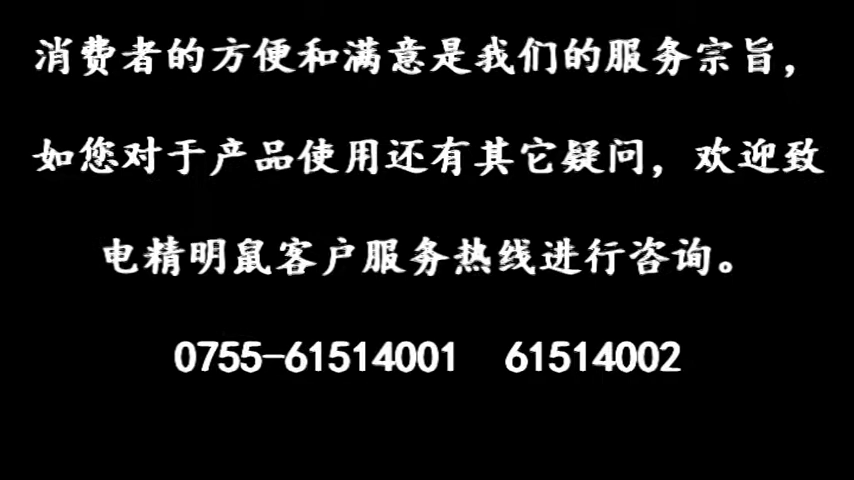 消费者的方便和满意是我们的服务宗旨，
如您对于产品使用还有其它疑问，欢迎致
电精明鼠客户服务热线进行咨询。
0755-61514001 61514002